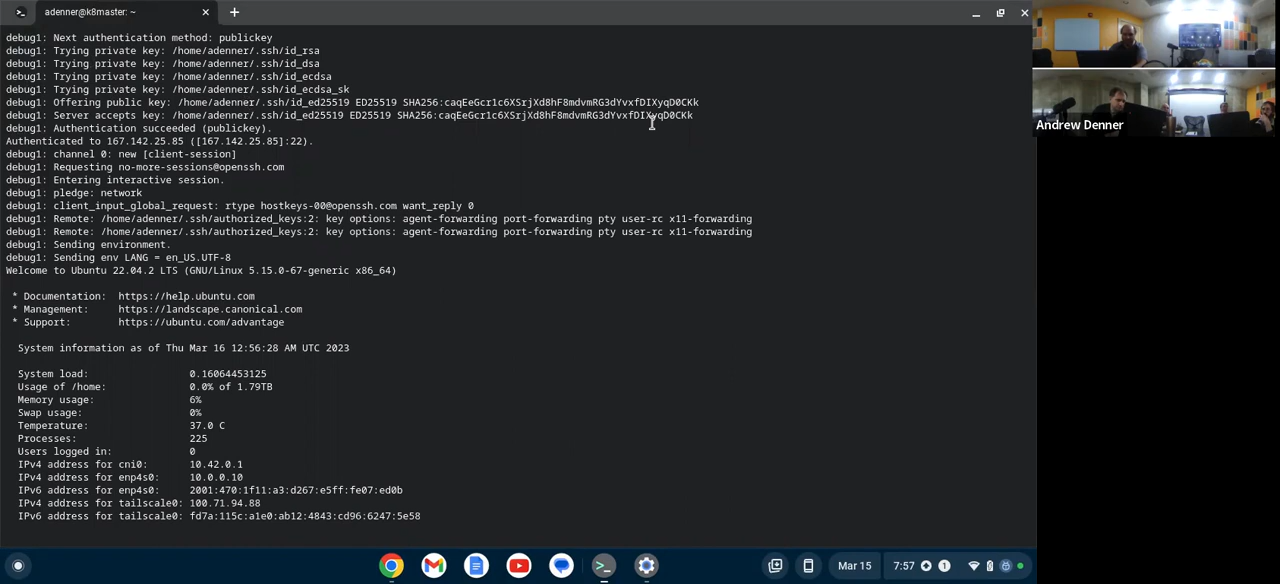 adenner@k8master: ~
debug1: Next authentication method: publickey
debug1: Trying private key: /home/adenner/.ssh/id_rsa
debug1: Trying private key: /home/adenner/.ssh/id_dsa
debug1: Trying private key: /home/adenner/.ssh/id_ecdsa
debug1: Trying private key: /home/adenner/.ssh/id_ecdsa_sk
debug1: Offering public key: /home/adenner/.ssh/id_ed25519 ED25519 SHA256:caqEeGcr1c6XSrjXd8hF8mdvmRG3dYvxfDIXyqD0CKk
debug1: Server accepts key: /home/adenner/.ssh/id_ed25519 ED25519 SHA256:caqEeGcr1c6XSrjXd8hF8mdvmRG3dYvxfDIXyqD0CKk
debug1: Authentication succeeded (publickey).
Authenticated to 167.142.25.85 ([167.142.25.85]:22).
debug1: channel 0: new [client-session]
debug1: Requesting no-more-sessions@openssh.com
debug1: Entering interactive session.
debug1: pledge: network
debug1: client_input_global_request: rtype hostkeys-00@openssh.com want_reply 0
debug1: Remote: /home/adenner/.ssh/authorized_keys:2: key options: agent-forwarding port-forwarding pty user-rc x11-forwarding
debug1: Remote: /home/adenner/.ssh/authorized_keys:2: key options: agent-forwarding port-forwarding pty user-rc x11-forwarding
debug1: Sending environment.
debug1: Sending env LANG = en_US.UTF-8
Welcome to Ubuntu 22.04.2 LTS (GNU/Linux 5.15.0-67-generic x86_64)
* Documentation: https://help.ubuntu.com
* Management: https://landscape.canonical.com
* Support: https://ubuntu.com/advantage
System information as of Thu Mar 16 12:56:28 AM UTC 2023
System load: 0.16064453125
Usage of /home: 0.0% of 1.79TB
Memory usage: 6%
Swap usage: 0%
Temperature: 37.0 C
Processes: 225
Users logged in: 0
IPv4 address for cni0: 10.42.0.1
IPv4 address for enp4s0: 10.0.0.10
IPv6 address for enp4s0: 2001:470:1f11:a3:d267:e5ff:fe07:ed0b
IPv4 address for tailscale0: 100.71.94.88
IPv6 address for tailscale0: fd7a:115c:a1e0:ab12:4843:cd96:6247:5e58
Andrew Denner
Mar 15
7:57
1